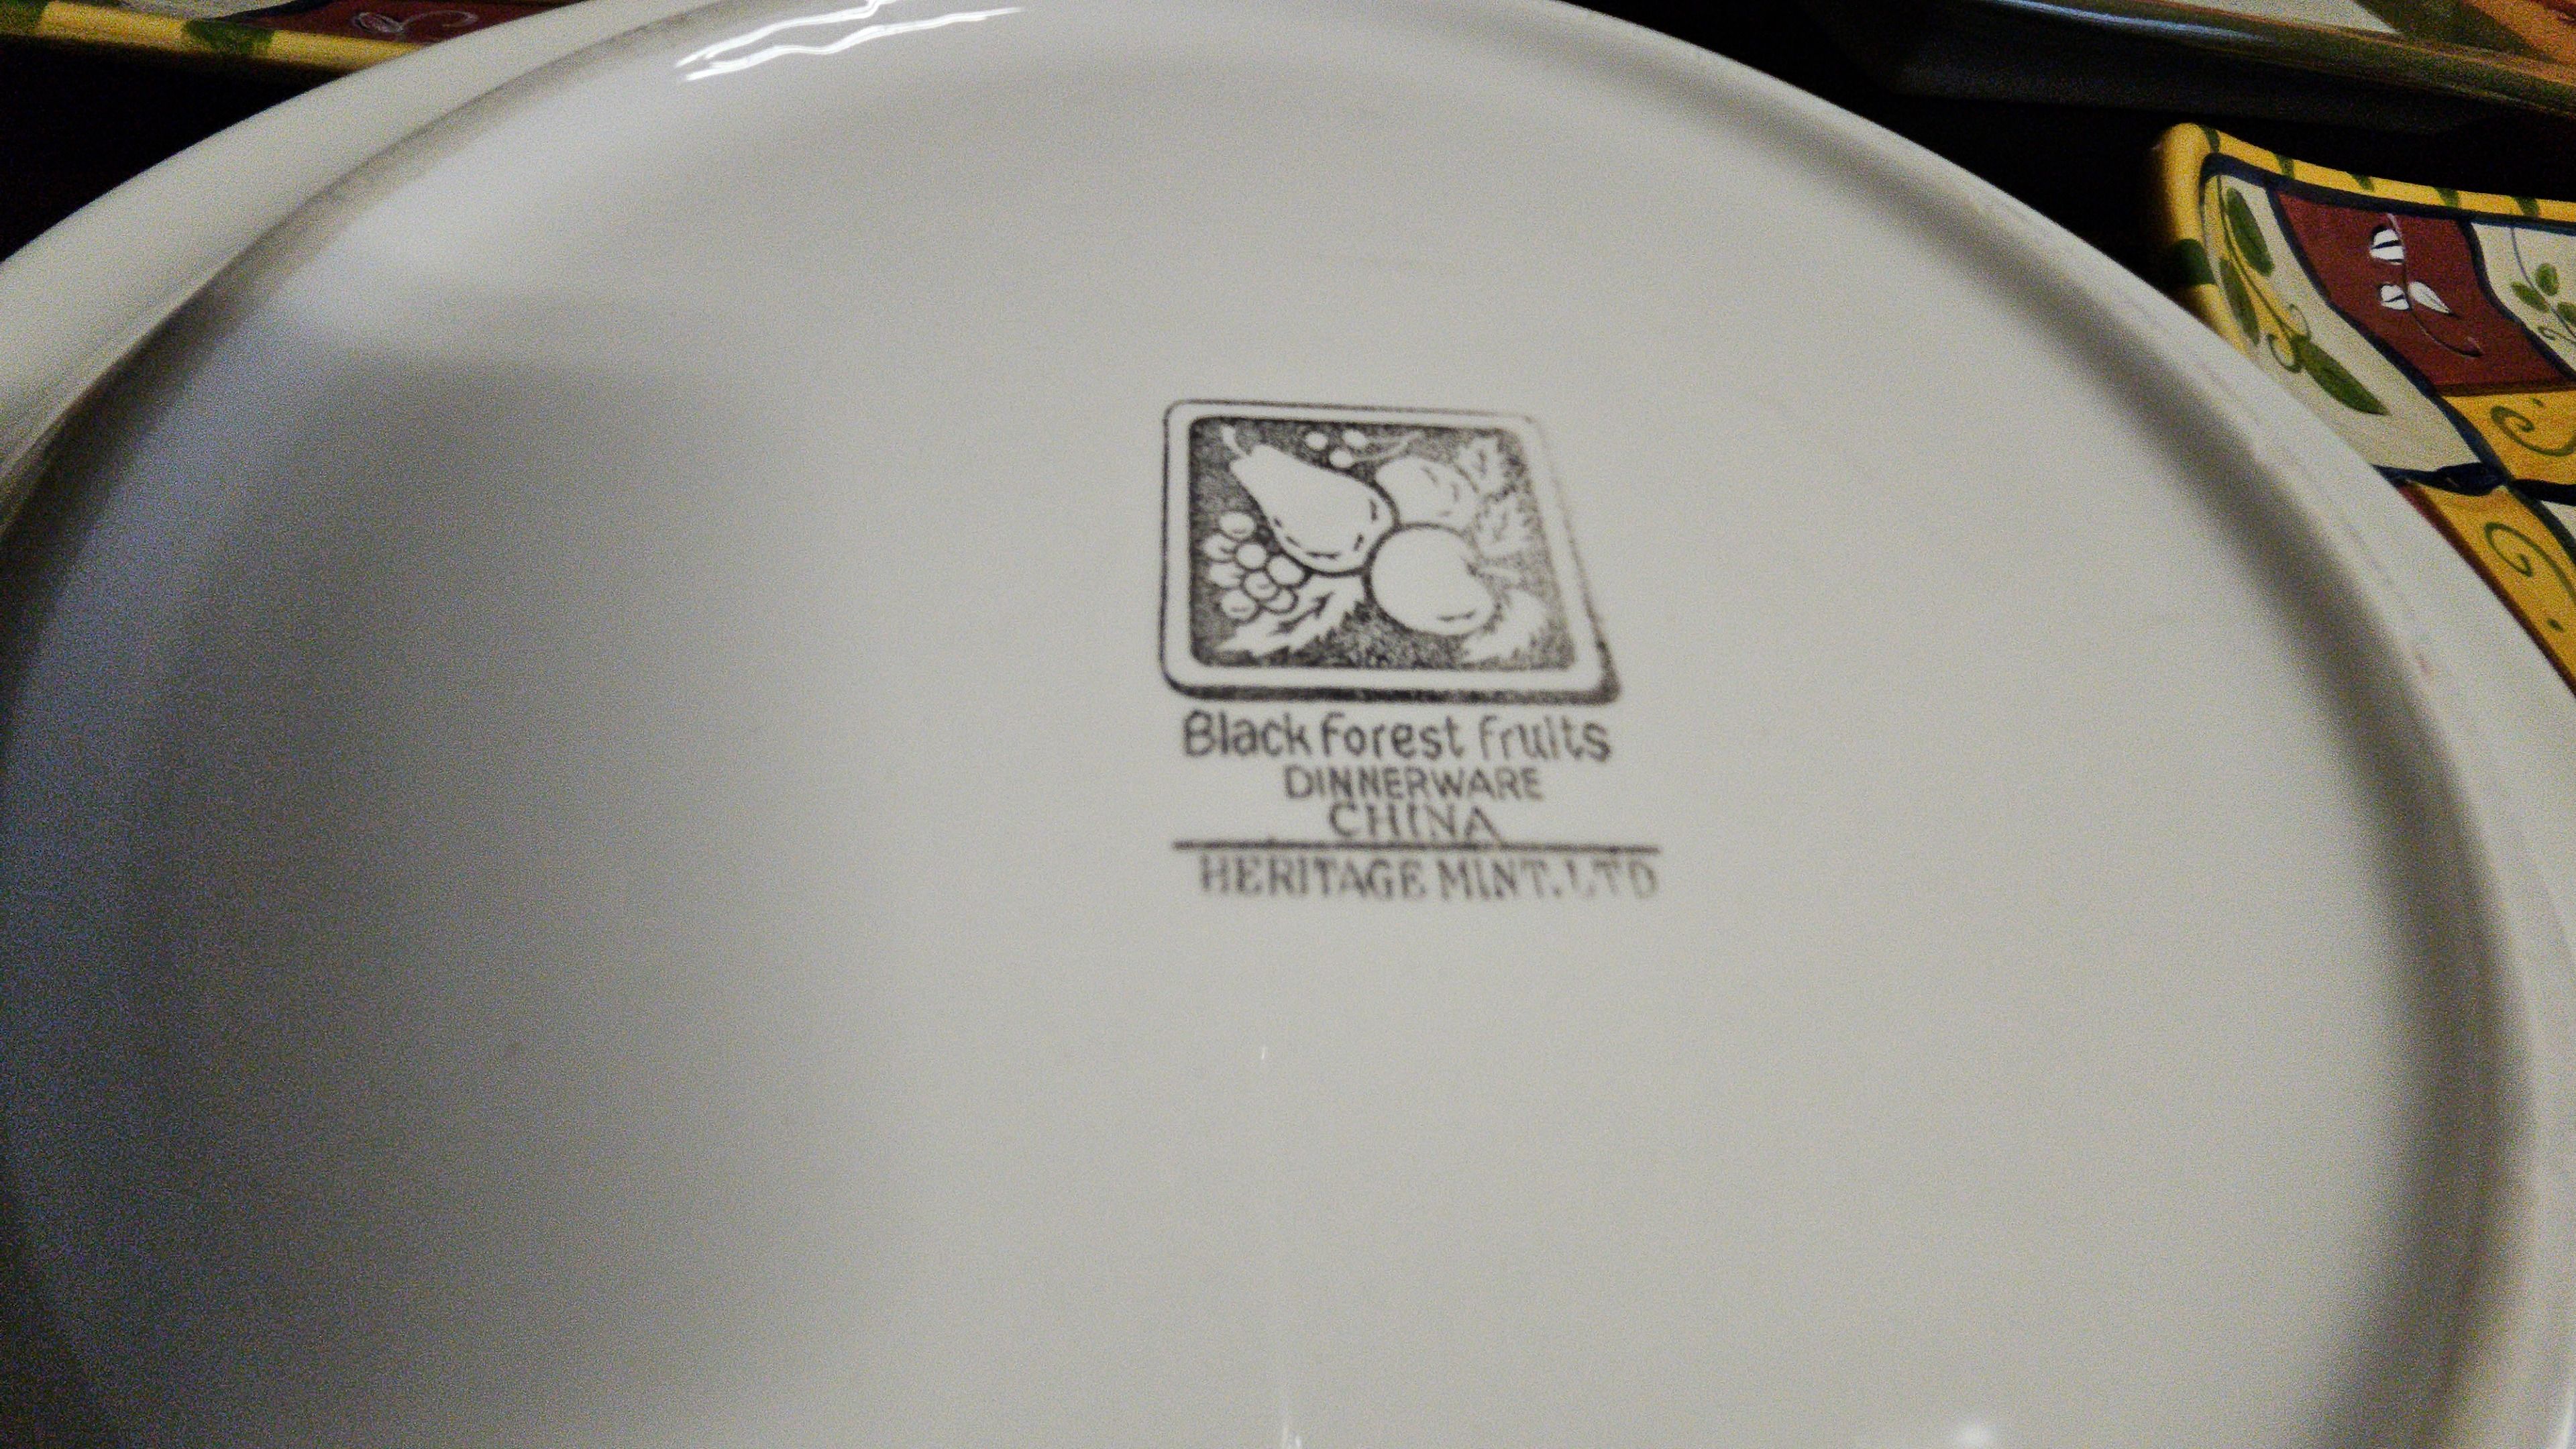 Black forest fruits
DINNERWARE
CHINA
HERITAGE MINT. LTD